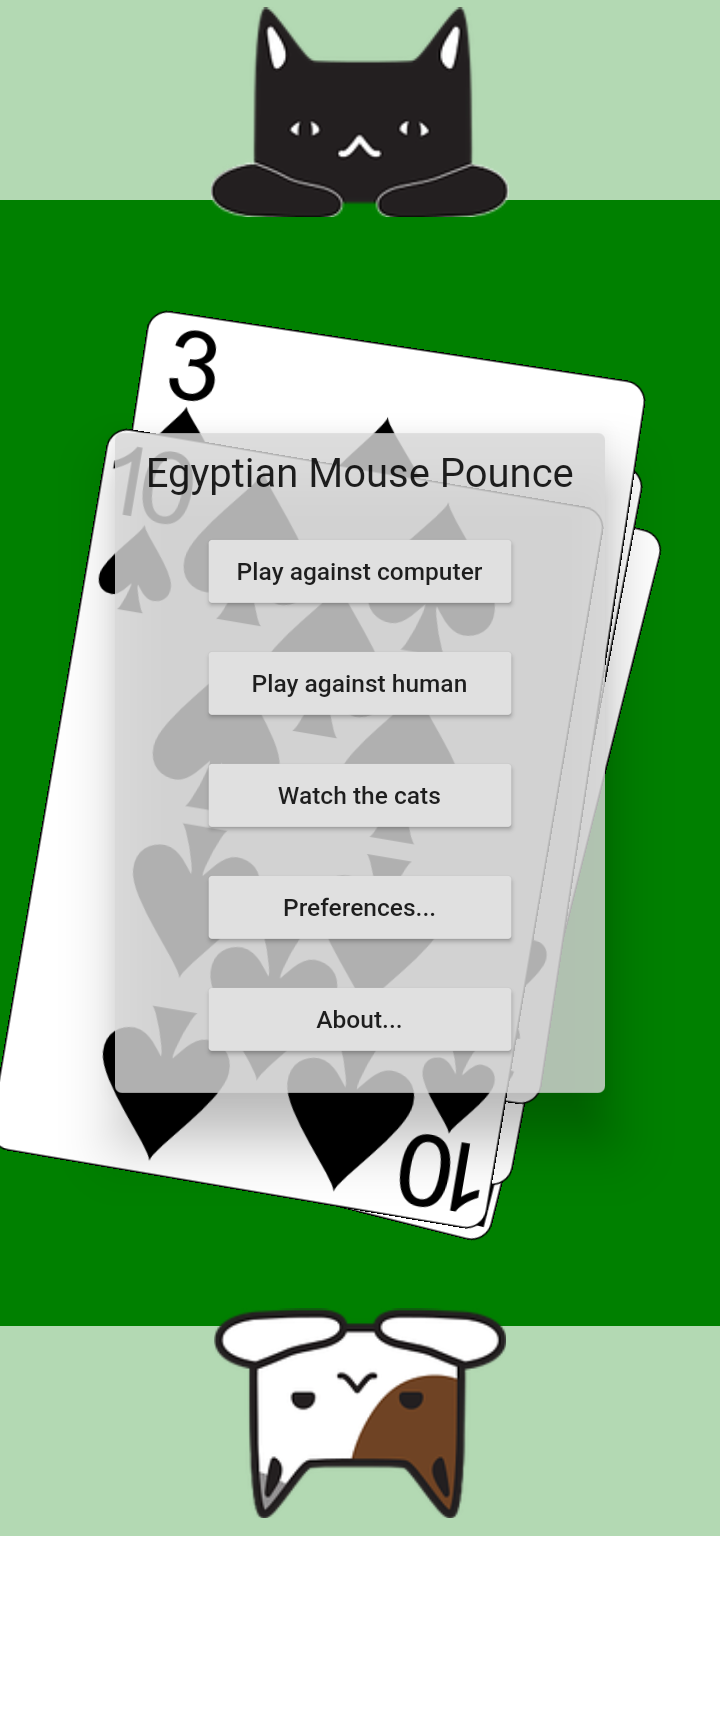 3
10
Egyptian Mouse Pounce
Play against computer
Play against human
Watch the cats
Preferences...
About...
10